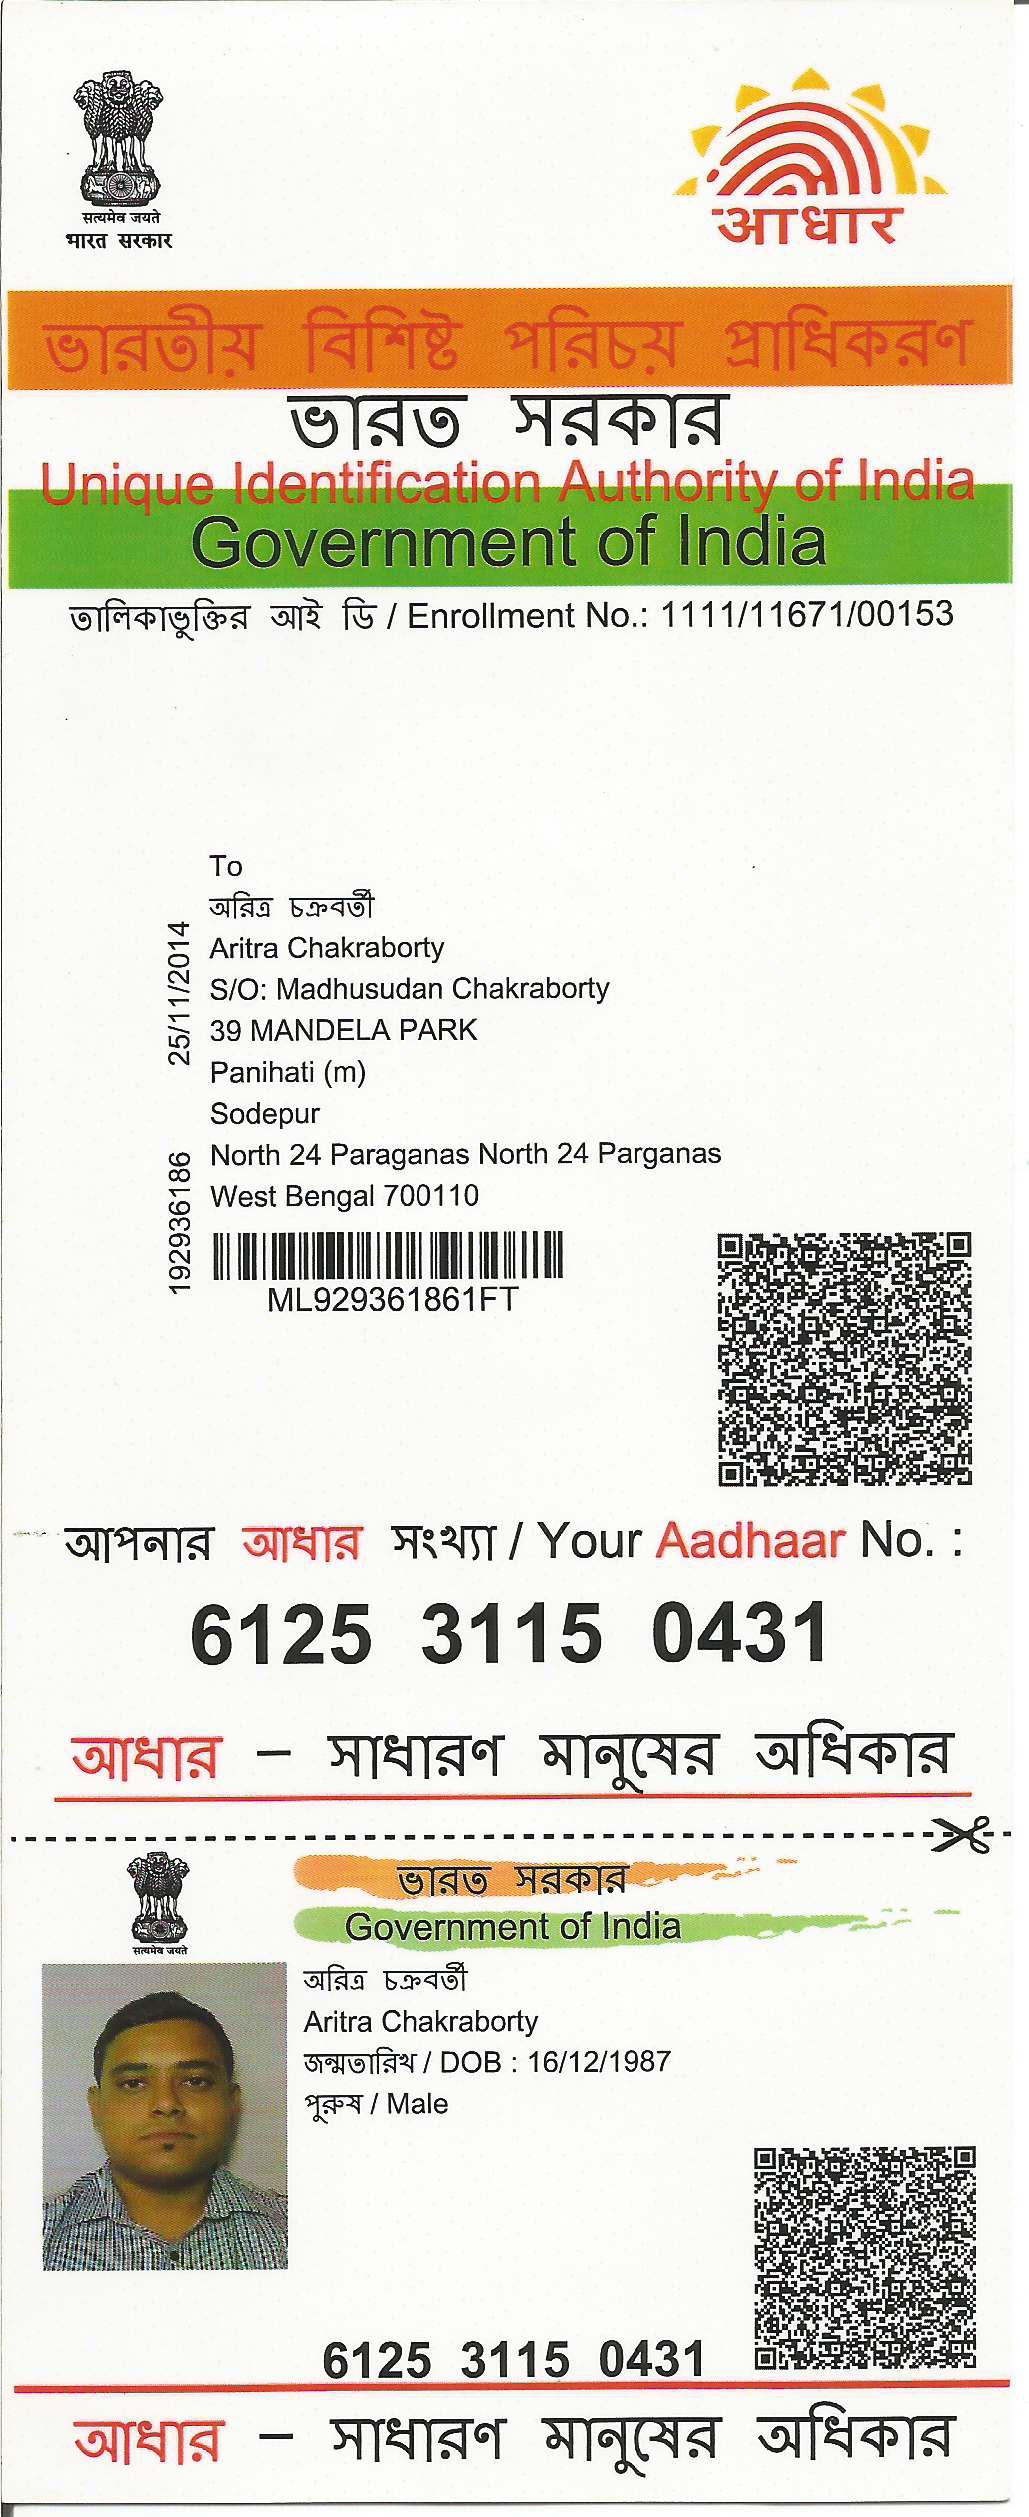 सत्यमेव जयते
भारत सरकार
आधार
ভারতীয় বিশিষ্ট পরিচয় প্রাধিকরণ
ভারত সরকার
Unique Identification Authority of India
Government of India
তালিকাভুক্তির আই ডি / Enrollment No.: 1111/11671/00153
To
অরিত্র চক্রবর্তী
Aritra Chakraborty
S/O: Madhusudan Chakraborty
39 MANDELA PARK
Panihati (m)
Sodepur
North 24 Paraganas North 24 Parganas
West Bengal 700110
25/11/2014
192936186
ML929361861FT
আপনার আধার সংখ্যা / Your Aadhaar No. :
6125 3115 0431
আধার – সাধারণ মানুষের অধিকার
सत्यमेव जयते
ভারত সরকার
Government of India
অরিত্র চক্রবর্তী
Aritra Chakraborty
জন্মতারিখ / DOB : 16/12/1987
পুরুষ / Male
6125 3115 0431
আধার – সাধারণ মানুষের অধিকার